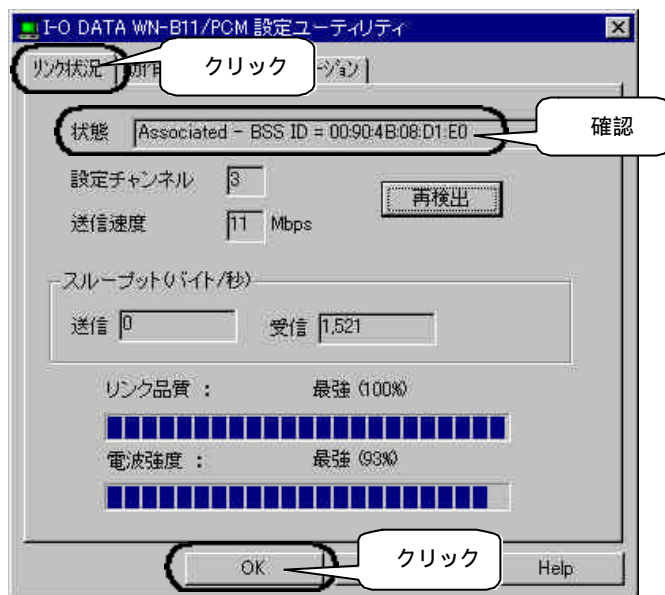 I-O DATA WN-B11/PCM 設定ユーティリティ
リンク状況
クリック
ージョン
状態 Associated - BSS ID = 00:90:4B:08:D1:E0
確認
設定チャンネル 3
再検出
送信速度 11 Mbps
スループット(バイト/秒)
送信 0 受信 1,521
リンク品質 : 最強 (100%)
電波強度 : 最強 (93%)
OK
クリック
Help